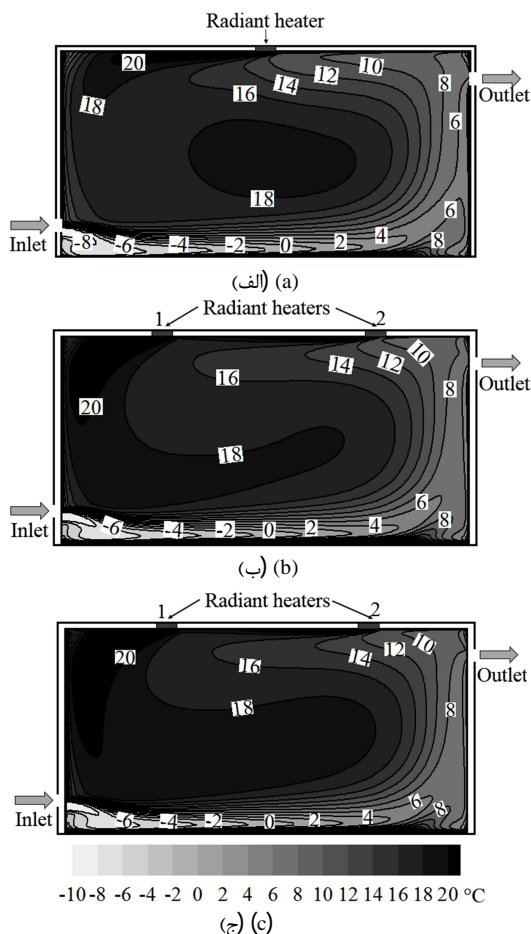 Radiant heater
20 10
12
14
16
18
8
6
Outlet
18
6
Inlet
-8 -6 -4 -2 0 2 4 8
(الف) (a)
Radiant heaters
1 2
10
14 12
16
8
Outlet
20
18
6
Inlet
-6 -4 -2 0 2 4 8
(ب) (b)
Radiant heaters
1 2
10
12
20 16 14
Outlet
18 8
6
Inlet
8
-6 -4 -2 0 2 4
-10 -8 -6 -4 -2 0 2 4 6 8 10 12 14 16 18 20 °C
(ج) (c)